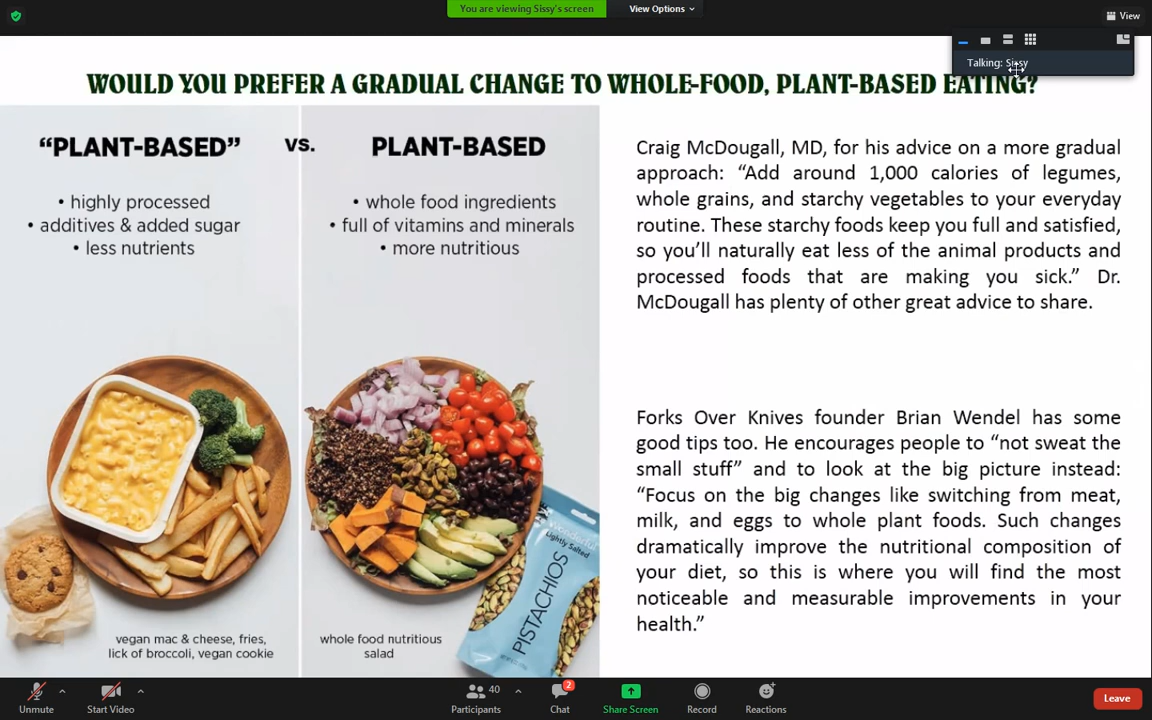 You are viewing Sissy's screen
View Options
View
Talking: Sissy
WOULD YOU PREFER A GRADUAL CHANGE TO WHOLE-FOOD, PLANT-BASED EATING?
“PLANT-BASED” vs. PLANT-BASED
• highly processed
• additives & added sugar
• less nutrients
• whole food ingredients
• full of vitamins and minerals
• more nutritious
vegan mac & cheese, fries,
lick of broccoli, vegan cookie
whole food nutritious
salad
wonderful
Lightly Salted
PISTACHIOS
Craig McDougall, MD, for his advice on a more gradual
approach: “Add around 1,000 calories of legumes,
whole grains, and starchy vegetables to your everyday
routine. These starchy foods keep you full and satisfied,
so you’ll naturally eat less of the animal products and
processed foods that are making you sick.” Dr.
McDougall has plenty of other great advice to share.
Forks Over Knives founder Brian Wendel has some
good tips too. He encourages people to “not sweat the
small stuff” and to look at the big picture instead:
“Focus on the big changes like switching from meat,
milk, and eggs to whole plant foods. Such changes
dramatically improve the nutritional composition of
your diet, so this is where you will find the most
noticeable and measurable improvements in your
health.”
Unmute
Start Video
40
Participants
2
Chat
Share Screen
Record
Reactions
Leave